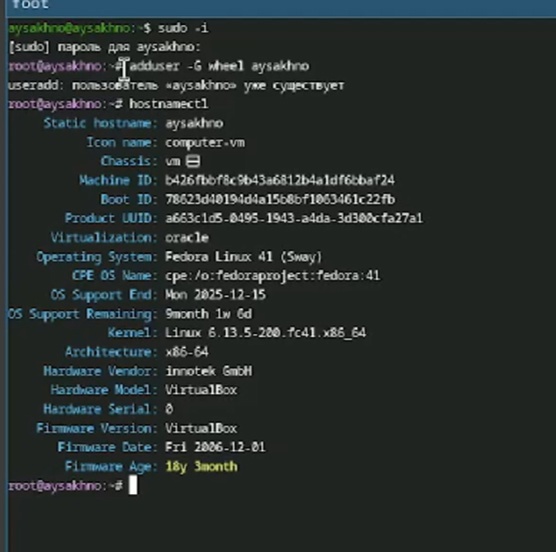 foot
aysakhno@aysakhno:~$ sudo -i
[sudo] пароль для aysakhno:
root@aysakhno:~# adduser -G wheel aysakhno
useradd: пользователь «aysakhno» уже существует
root@aysakhno:~# hostnamectl
Static hostname: aysakhno
Icon name: computer-vm
Chassis: vm
Machine ID: b426fbbf8c9b43a6812b4a1df6bbaf24
Boot ID: 78623d40194d4a15b8bf1063461c22fb
Product UUID: a663c1d5-0495-1943-a4da-3d300cfa27a1
Virtualization: oracle
Operating System: Fedora Linux 41 (Sway)
CPE OS Name: cpe:/o:fedoraproject:fedora:41
OS Support End: Mon 2025-12-15
OS Support Remaining: 9month 1w 6d
Kernel: Linux 6.13.5-200.fc41.x86_64
Architecture: x86-64
Hardware Vendor: innotek GmbH
Hardware Model: VirtualBox
Hardware Serial: 0
Firmware Version: VirtualBox
Firmware Date: Fri 2006-12-01
Firmware Age: 18y 3month
root@aysakhno:~#